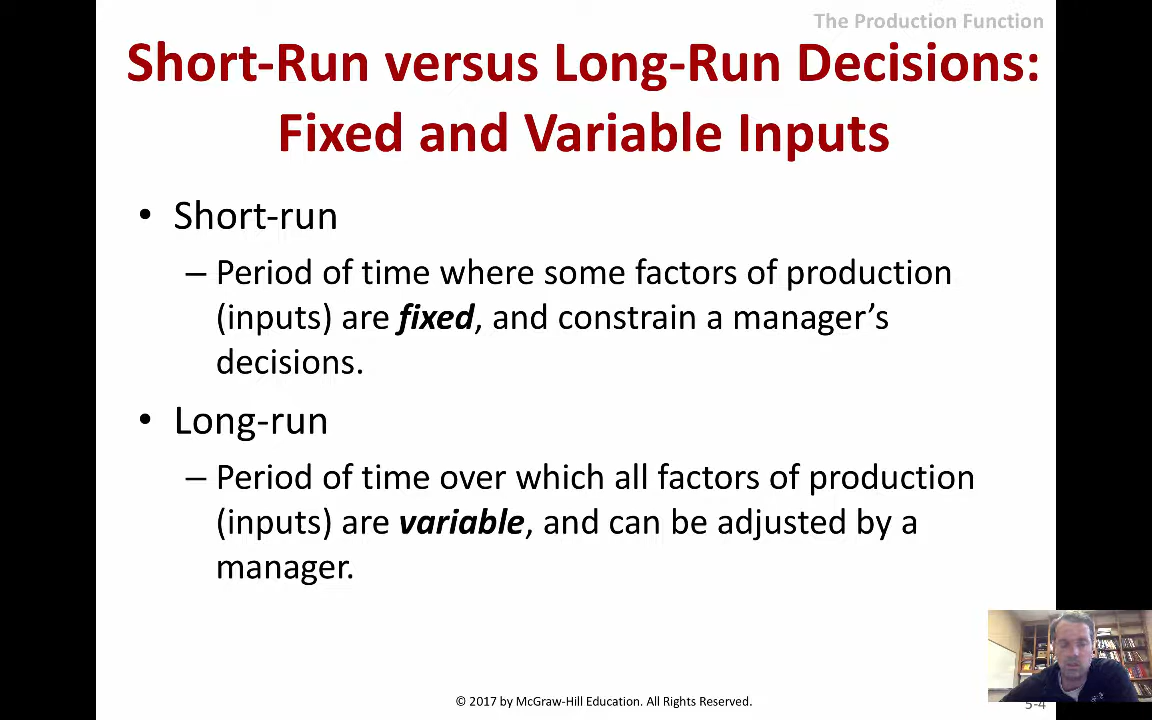 The Production Function
Short-Run versus Long-Run Decisions:
Fixed and Variable Inputs
• Short-run
– Period of time where some factors of production
(inputs) are fixed, and constrain a manager’s
decisions.
• Long-run
– Period of time over which all factors of production
(inputs) are variable, and can be adjusted by a
manager.
© 2017 by McGraw-Hill Education. All Rights Reserved.
5-4